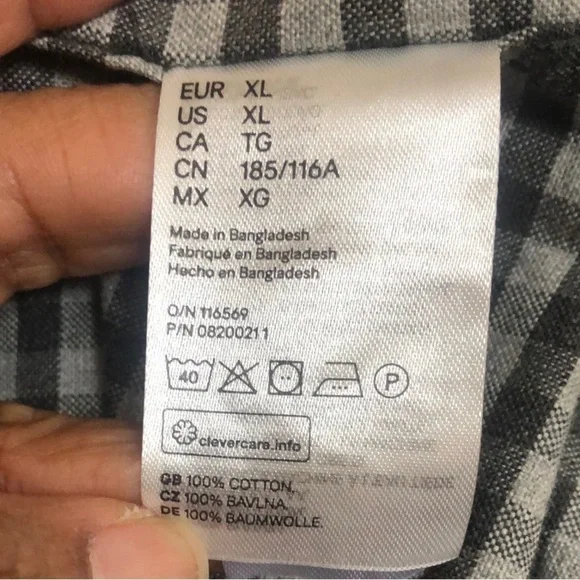 EUR XL
US XL
CA TG
CN 185/116A
MX XG
Made in Bangladesh
Fabriqué en Bangladesh
Hecho en Bangladesh
O/N 116569
P/N 08200211
40 P
clevercare.info
GB 100% COTTON,
CZ 100% BAVLNA,
DE 100% BAUMWOLLE.